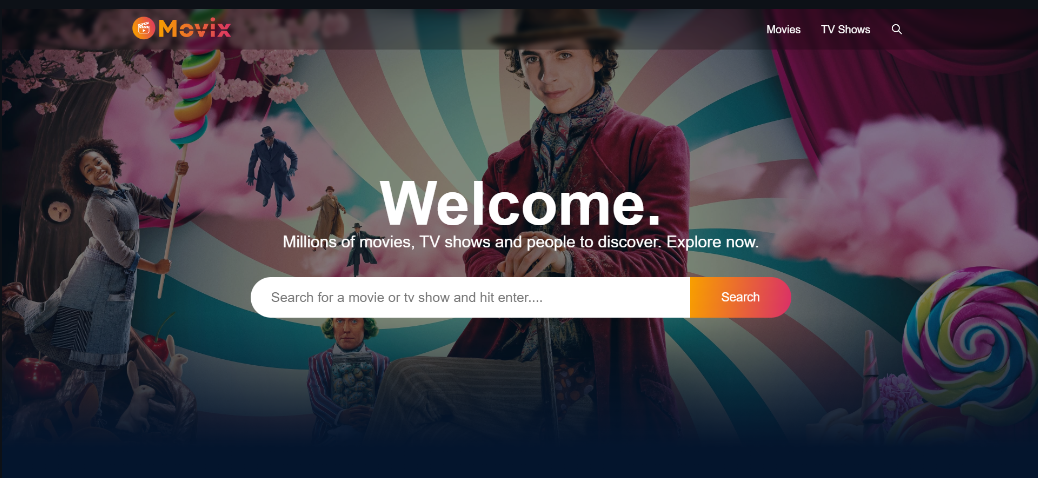 Movix
Movies
TV Shows
Welcome.
Millions of movies, TV shows and people to discover. Explore now.
Search for a movie or tv show and hit enter....
Search